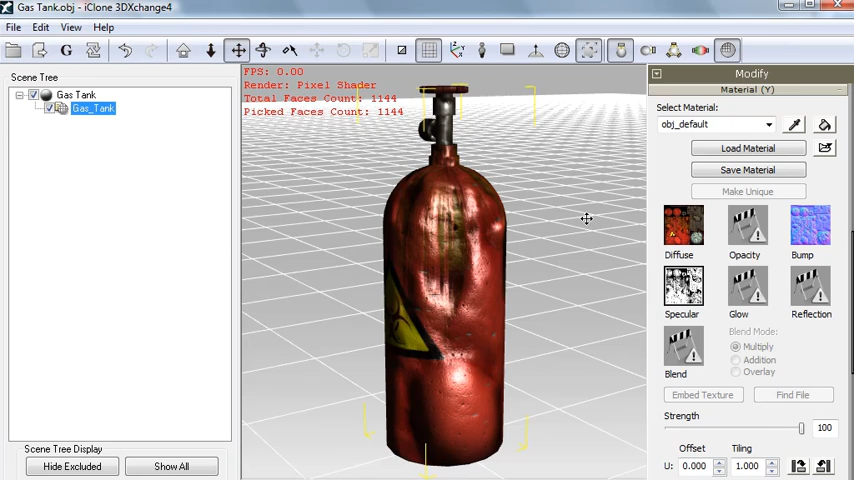 Gas Tank.obj - iClone 3DXchange4
File Edit View Help
G
Scene Tree
Gas Tank
Gas_Tank
Scene Tree Display
Hide Excluded Show All
FPS: 0.00
Render: Pixel Shader
Total Faces Count: 1144
Picked Faces Count: 1144
Modify
Material (Y)
Select Material:
obj_default
Load Material
Save Material
Make Unique
Diffuse Opacity Bump
Specular Glow Reflection
Blend
Blend Mode:
Multiply
Addition
Overlay
Embed Texture Find File
Strength
100
Offset Tiling
U: 0.000 1.000